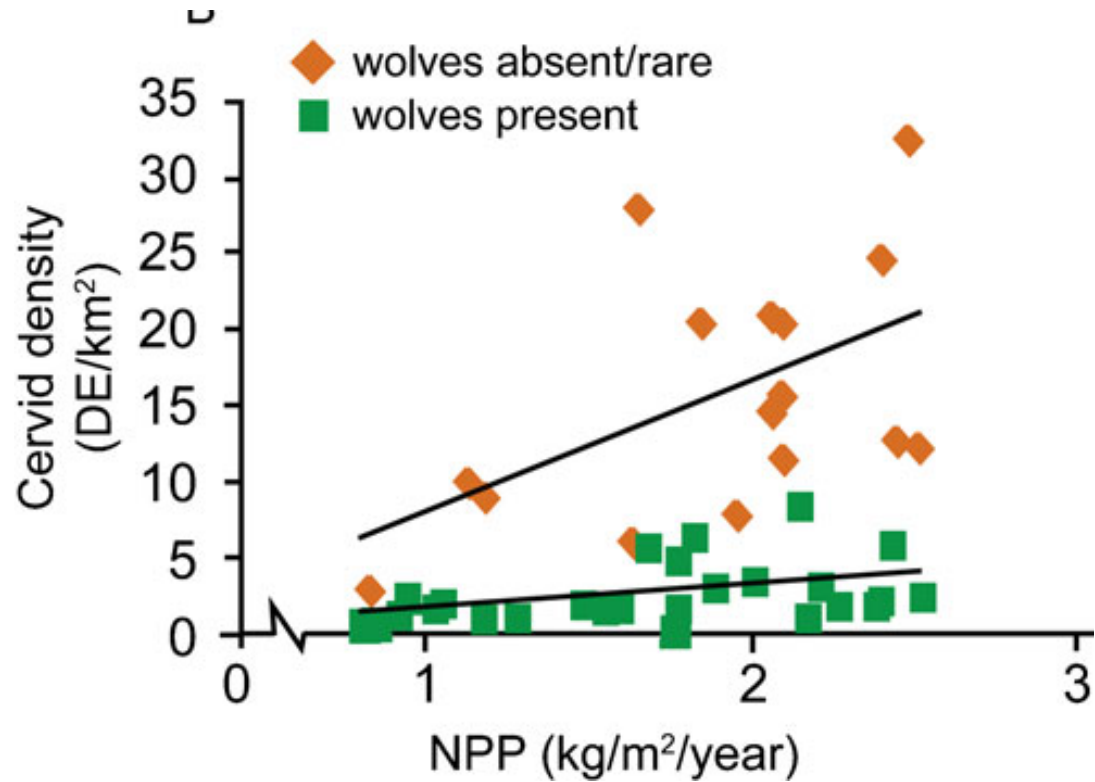 wolves absent/rare
wolves present
35
30
25
20
15
10
5
0
Cervid density
(DE/km²)
0 1 2 3
NPP (kg/m²/year)